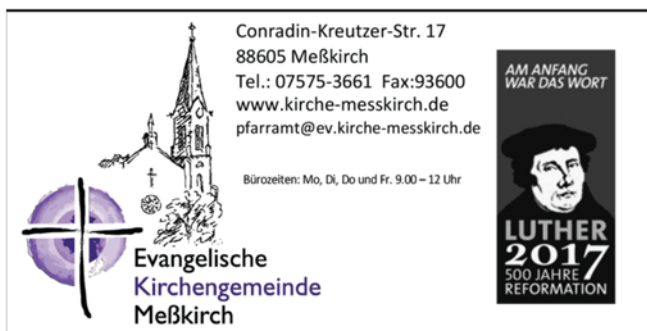 Conradin-Kreutzer-Str. 17
88605 Meßkirch
Tel.: 07575-3661 Fax:93600
www.kirche-messkirch.de
pfarramt@ev.kirche-messkirch.de
Bürozeiten: Mo, Di, Do und Fr. 9.00 – 12 Uhr
Evangelische
Kirchengemeinde
Meßkirch
AM ANFANG
WAR DAS WORT
LUTHER
2017
500 JAHRE
REFORMATION